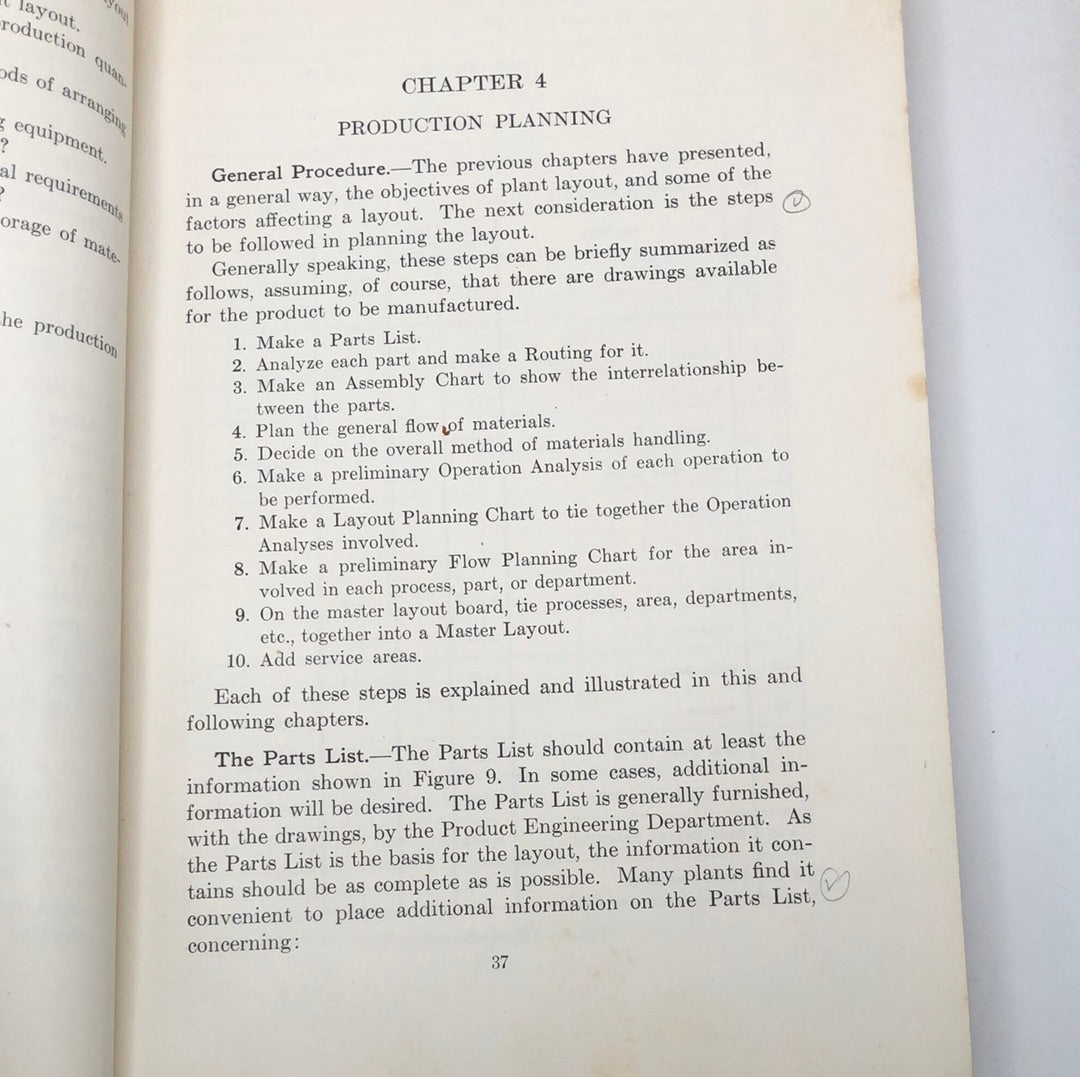 layout.
production quan-
ods of arranging
equipment.
?
al requirements
?
orage of mate-
he production
CHAPTER 4
PRODUCTION PLANNING
General Procedure.—The previous chapters have presented,
in a general way, the objectives of plant layout, and some of the
factors affecting a layout. The next consideration is the steps
to be followed in planning the layout.
Generally speaking, these steps can be briefly summarized as
follows, assuming, of course, that there are drawings available
for the product to be manufactured.
1. Make a Parts List.
2. Analyze each part and make a Routing for it.
3. Make an Assembly Chart to show the interrelationship be-
tween the parts.
4. Plan the general flow of materials.
5. Decide on the overall method of materials handling.
6. Make a preliminary Operation Analysis of each operation to
be performed.
7. Make a Layout Planning Chart to tie together the Operation
Analyses involved.
8. Make a preliminary Flow Planning Chart for the area in-
volved in each process, part, or department.
9. On the master layout board, tie processes, area, departments,
etc., together into a Master Layout.
10. Add service areas.
Each of these steps is explained and illustrated in this and
following chapters.
The Parts List.—The Parts List should contain at least the
information shown in Figure 9. In some cases, additional in-
formation will be desired. The Parts List is generally furnished,
with the drawings, by the Product Engineering Department. As
the Parts List is the basis for the layout, the information it con-
tains should be as complete as is possible. Many plants find it
convenient to place additional information on the Parts List,
concerning:
37